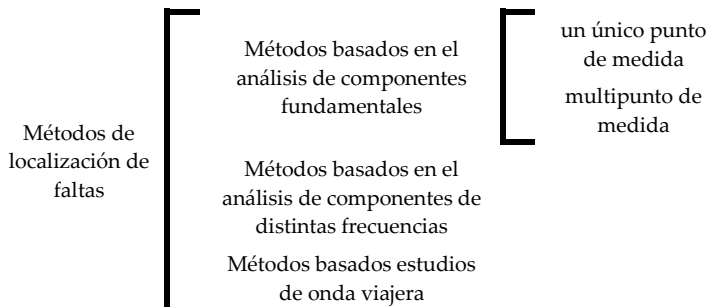 Métodos de
localización de
faltas
Métodos basados en el
análisis de componentes
fundamentales
un único punto
de medida
multipunto de
medida
Métodos basados en el
análisis de componentes de
distintas frecuencias
Métodos basados estudios
de onda viajera